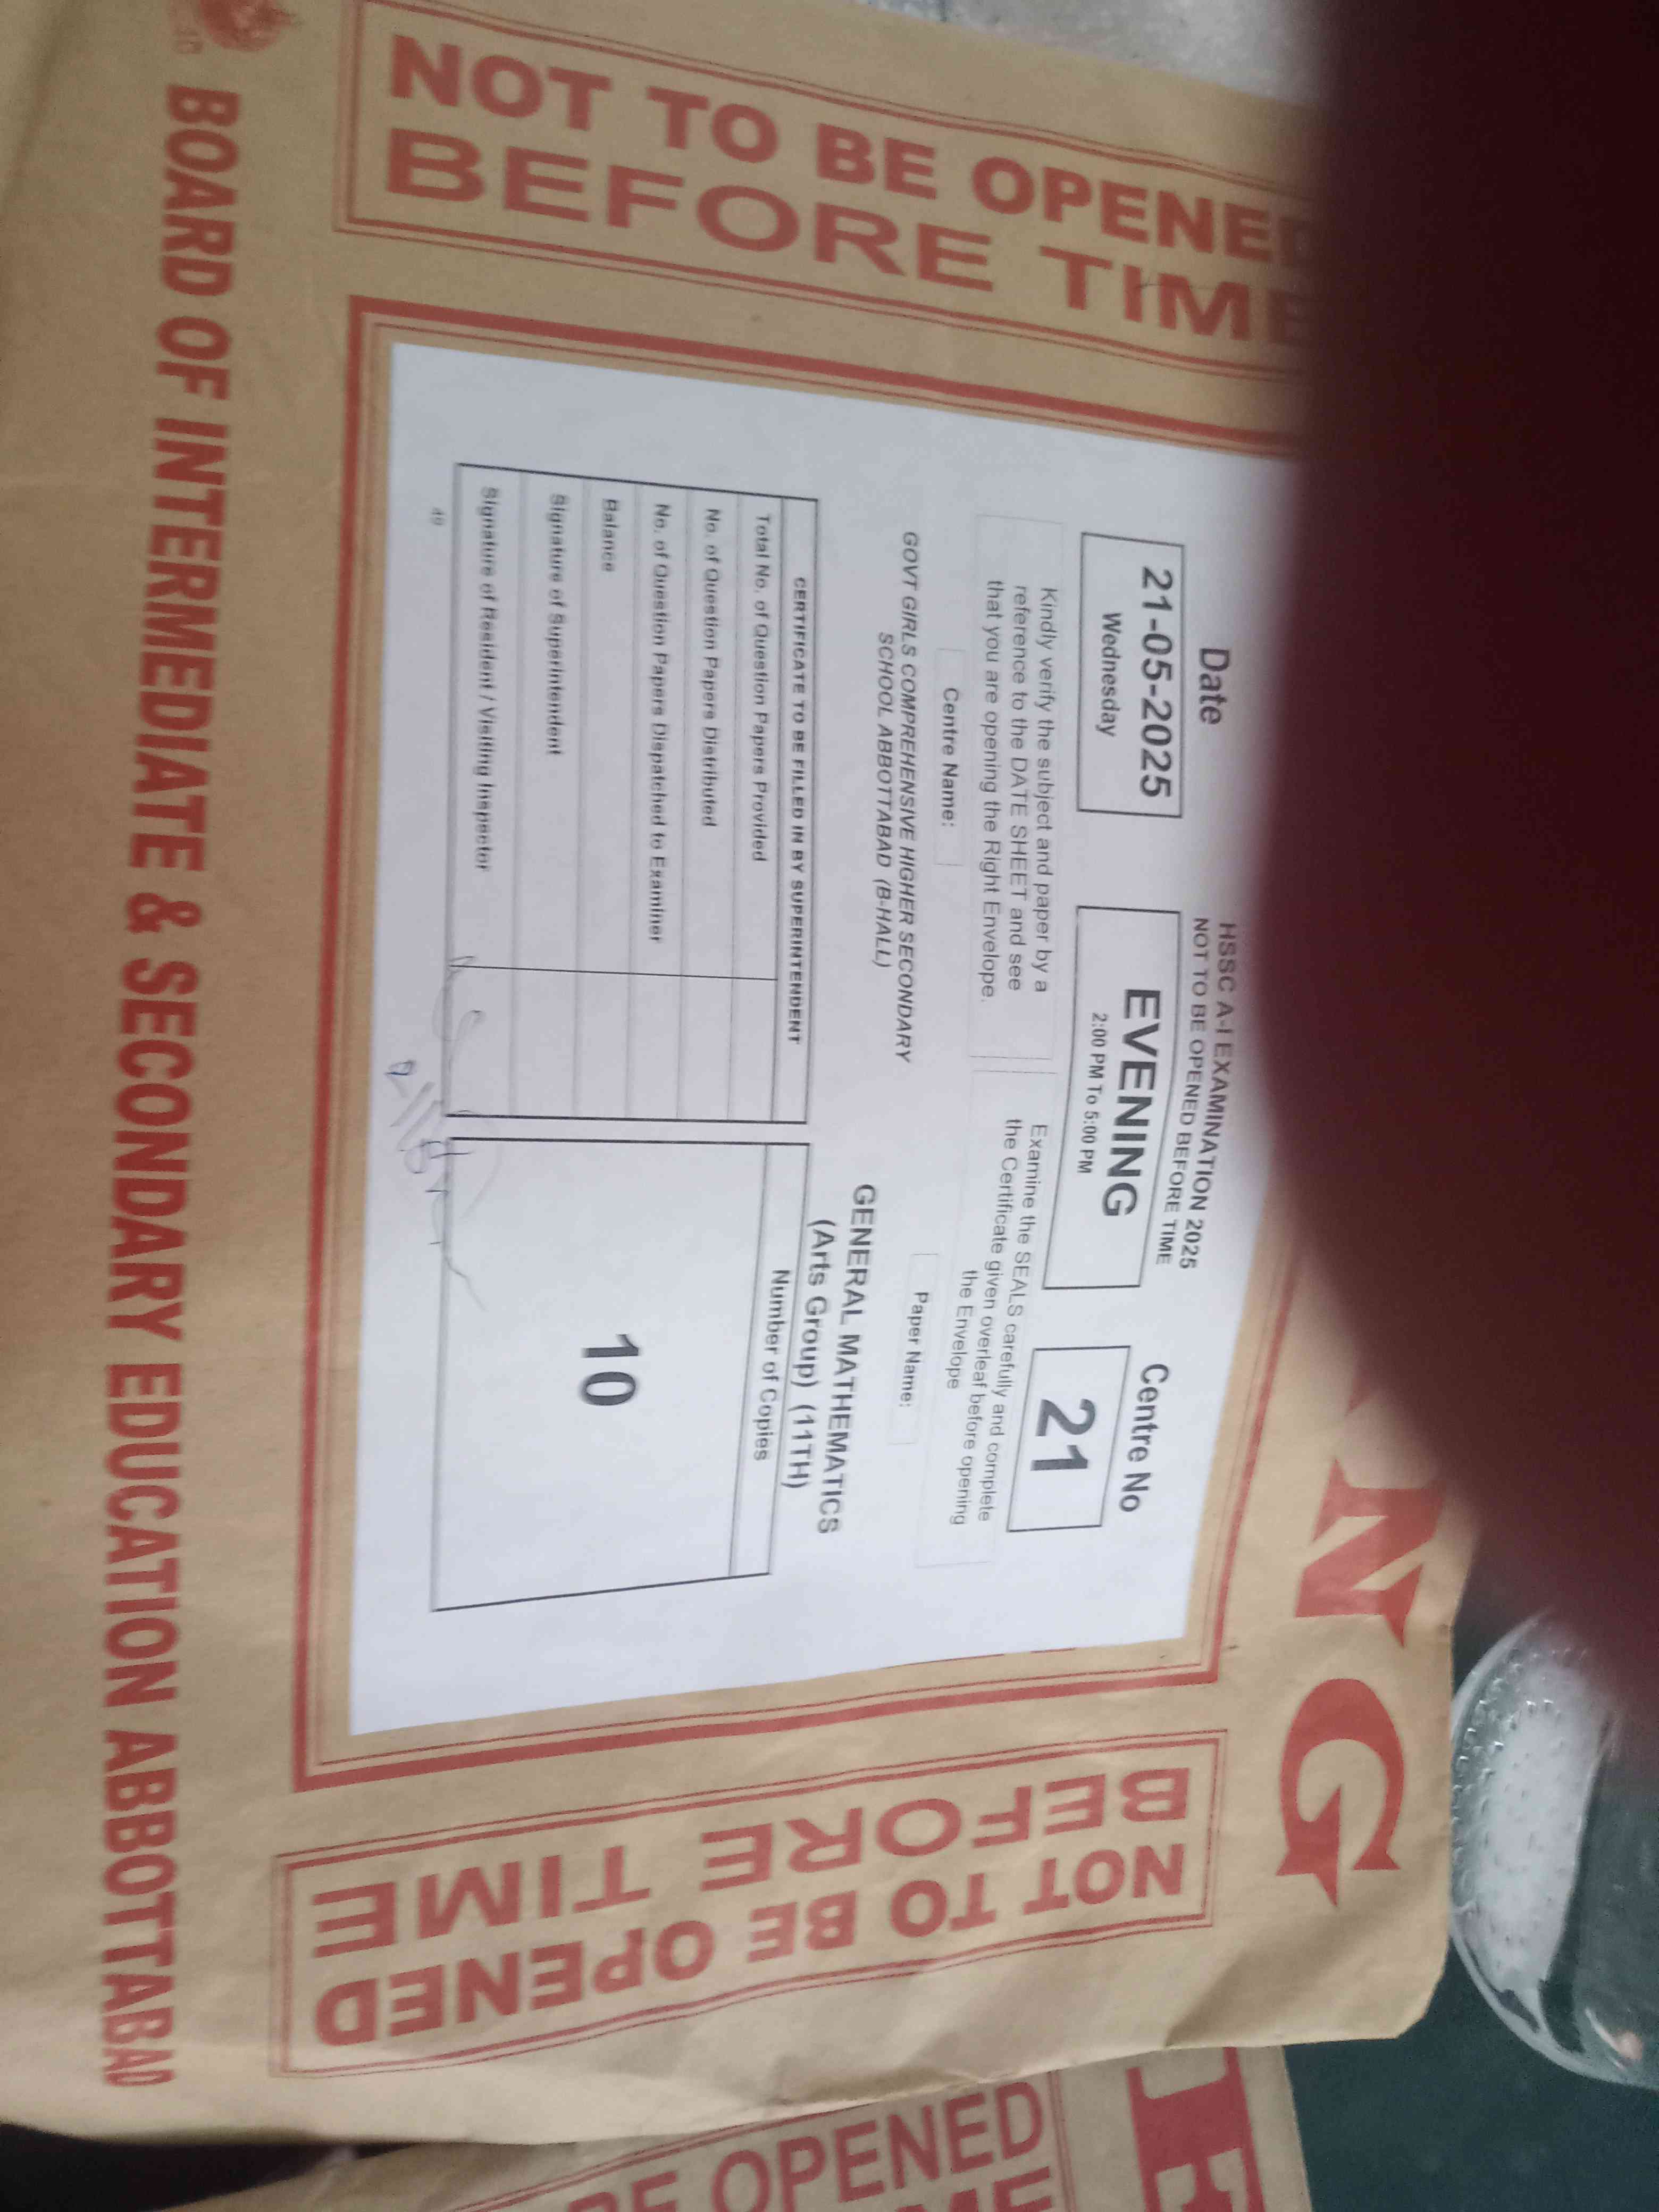 NOT TO BE OPENED
BEFORE TIME
NG
HSSC A-I EXAMINATION 2025
NOT TO BE OPENED BEFORE TIME
Date
21-05-2025
Wednesday
EVENING
2:00 PM To 5:00 PM
Centre No
21
Kindly verify the subject and paper by a
reference to the DATE SHEET and see
that you are opening the Right Envelope.
Examine the SEALS carefully and complete
the Certificate given overleaf before opening
the Envelope
Centre Name:
GOVT GIRLS COMPREHENSIVE HIGHER SECONDARY
SCHOOL ABBOTTABAD (B-HALL)
Paper Name:
GENERAL MATHEMATICS
(Arts Group) (11TH)
CERTIFICATE TO BE FILLED IN BY SUPERINTENDENT
Total No. of Question Papers Provided
No. of Question Papers Distributed
No. of Question Papers Dispatched to Examiner
Balance
Signature of Superintendent
Signature of Resident / Visiting Inspector
Number of Copies
10
49
NOT TO BE OPENED
BEFORE TIME
BOARD OF INTERMEDIATE & SECONDARY EDUCATION ABBOTTABAD
BE OPENED